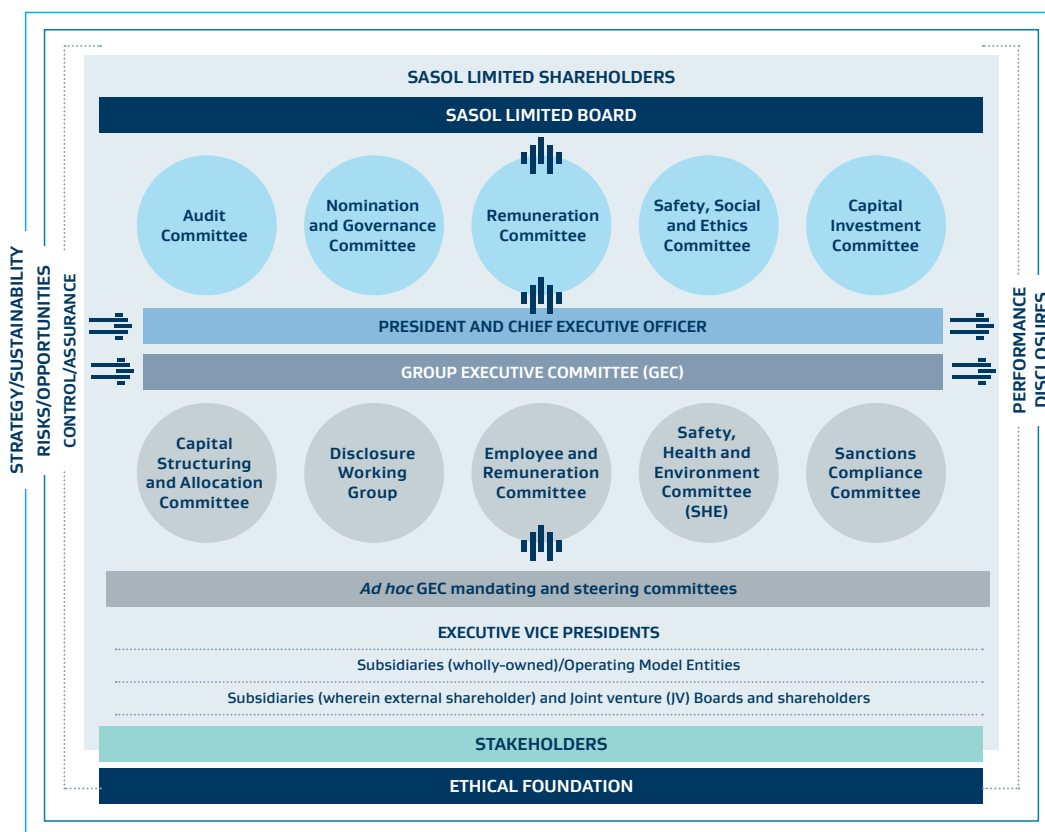 SASOL LIMITED SHAREHOLDERS
SASOL LIMITED BOARD
Audit
Committee
Nomination
and Governance
Committee
Remuneration
Committee
Safety, Social
and Ethics
Committee
Capital
Investment
Committee
STRATEGY/SUSTAINABILITY
RISKS/OPPORTUNITIES
CONTROL/ASSURANCE
PRESIDENT AND CHIEF EXECUTIVE OFFICER
GROUP EXECUTIVE COMMITTEE (GEC)
PERFORMANCE
DISCLOSURES
Capital
Structuring
and Allocation
Committee
Disclosure
Working
Group
Employee and
Remuneration
Committee
Safety,
Health and
Environment
Committee
(SHE)
Sanctions
Compliance
Committee
Ad hoc GEC mandating and steering committees
EXECUTIVE VICE PRESIDENTS
Subsidiaries (wholly-owned)/Operating Model Entities
Subsidiaries (wherein external shareholder) and Joint venture (JV) Boards and shareholders
STAKEHOLDERS
ETHICAL FOUNDATION